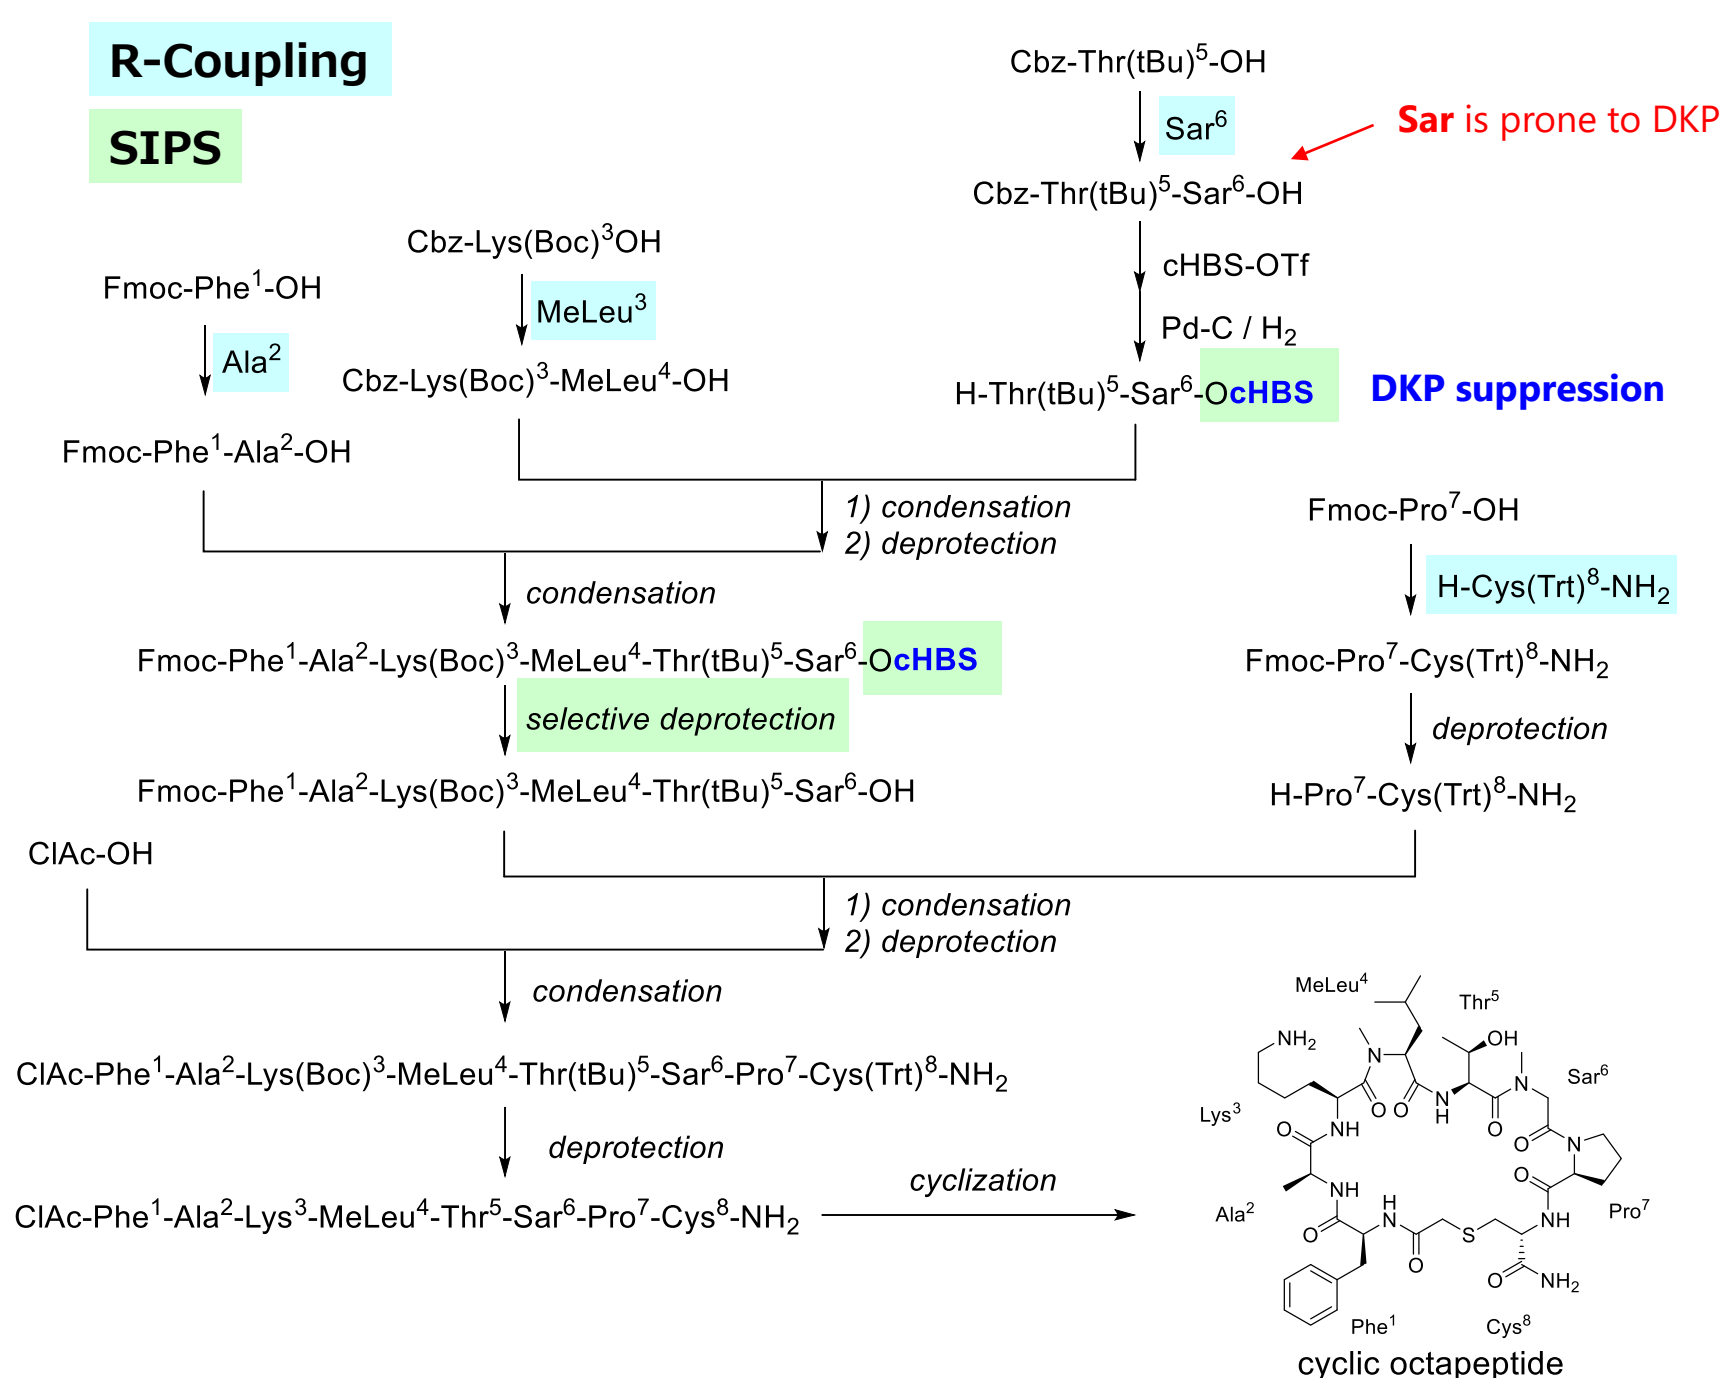 R-Coupling
SIPS
Cbz-Thr(tBu)⁵-OH
Sar⁶
Sar is prone to DKP
Cbz-Thr(tBu)⁵-Sar⁶-OH
cHBS-OTf
Pd-C / H₂
H-Thr(tBu)⁵-Sar⁶-OcHBS
DKP suppression
Cbz-Lys(Boc)³OH
MeLeu³
Cbz-Lys(Boc)³-MeLeu⁴-OH
Fmoc-Phe¹-OH
Ala²
Fmoc-Phe¹-Ala²-OH
1) condensation
2) deprotection
condensation
Fmoc-Phe¹-Ala²-Lys(Boc)³-MeLeu⁴-Thr(tBu)⁵-Sar⁶-OcHBS
selective deprotection
Fmoc-Phe¹-Ala²-Lys(Boc)³-MeLeu⁴-Thr(tBu)⁵-Sar⁶-OH
Fmoc-Pro⁷-OH
H-Cys(Trt)⁸-NH₂
Fmoc-Pro⁷-Cys(Trt)⁸-NH₂
deprotection
H-Pro⁷-Cys(Trt)⁸-NH₂
ClAc-OH
1) condensation
2) deprotection
condensation
ClAc-Phe¹-Ala²-Lys(Boc)³-MeLeu⁴-Thr(tBu)⁵-Sar⁶-Pro⁷-Cys(Trt)⁸-NH₂
deprotection
ClAc-Phe¹-Ala²-Lys³-MeLeu⁴-Thr⁵-Sar⁶-Pro⁷-Cys⁸-NH₂
cyclization
MeLeu⁴
Thr⁵
NH₂
OH
N
N
Sar⁶
Lys³
O
O
N
H
O
O
N
O
NH
O
NH
H
N
O
NH
Ala²
Pro⁷
O
S
O
O
NH₂
Phe¹
Cys⁸
cyclic octapeptide